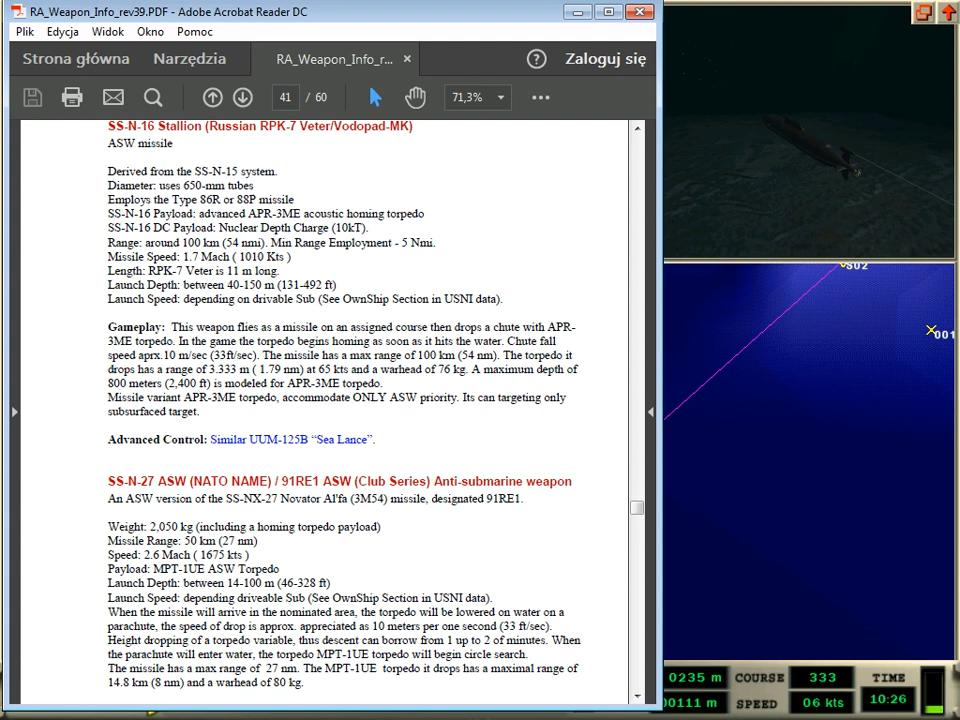 RA_Weapon_Info_rev39.PDF - Adobe Acrobat Reader DC
Plik Edycja Widok Okno Pomoc
Strona główna Narzędzia RA_Weapon_Info_r... × ? Zaloguj się
41 / 60 71,3%
SS-N-16 Stallion (Russian RPK-7 Veter/Vodopad-MK)
ASW missile
Derived from the SS-N-15 system.
Diameter: uses 650-mm tubes
Employs the Type 86R or 88P missile
SS-N-16 Payload: advanced APR-3ME acoustic homing torpedo
SS-N-16 DC Payload: Nuclear Depth Charge (10kT).
Range: around 100 km (54 nmi). Min Range Employment - 5 Nmi.
Missile Speed: 1.7 Mach ( 1010 Kts )
Length: RPK-7 Veter is 11 m long.
Launch Depth: between 40-150 m (131-492 ft)
Launch Speed: depending on drivable Sub (See OwnShip Section in USNI data).
Gameplay: This weapon flies as a missile on an assigned course then drops a chute with APR-
3ME torpedo. In the game the torpedo begins homing as soon as it hits the water. Chute fall
speed aprx.10 m/sec (33ft/sec). The missile has a max range of 100 km (54 nm). The torpedo it
drops has a range of 3.333 m ( 1.79 nm) at 65 kts and a warhead of 76 kg. A maximum depth of
800 meters (2,400 ft) is modeled for APR-3ME torpedo.
Missile variant APR-3ME torpedo, accommodate ONLY ASW priority. Its can targeting only
subsurfaced target.
Advanced Control: Similar UUM-125B “Sea Lance”.
SS-N-27 ASW (NATO NAME) / 91RE1 ASW (Club Series) Anti-submarine weapon
An ASW version of the SS-NX-27 Novator Al'fa (3M54) missile, designated 91RE1.
Weight: 2,050 kg (including a homing torpedo payload)
Missile Range: 50 km (27 nm)
Speed: 2.6 Mach ( 1675 kts )
Payload: MPT-1UE ASW Torpedo
Launch Depth: between 14-100 m (46-328 ft)
Launch Speed: depending driveable Sub (See OwnShip Section in USNI data).
When the missile will arrive in the nominated area, the torpedo will be lowered on water on a
parachute, the speed of drop is approx. appreciated as 10 meters per one second (33 ft/sec).
Height dropping of a torpedo variable, thus descent can borrow from 1 up to 2 of minutes. When
the parachute will enter water, the torpedo MPT-1UE torpedo will begin circle search.
The missile has a max range of 27 nm. The MPT-1UE torpedo it drops has a maximal range of
14.8 km (8 nm) and a warhead of 80 kg.
S02
001
0235 m COURSE 333 TIME
00111 m SPEED 06 kts 10:26